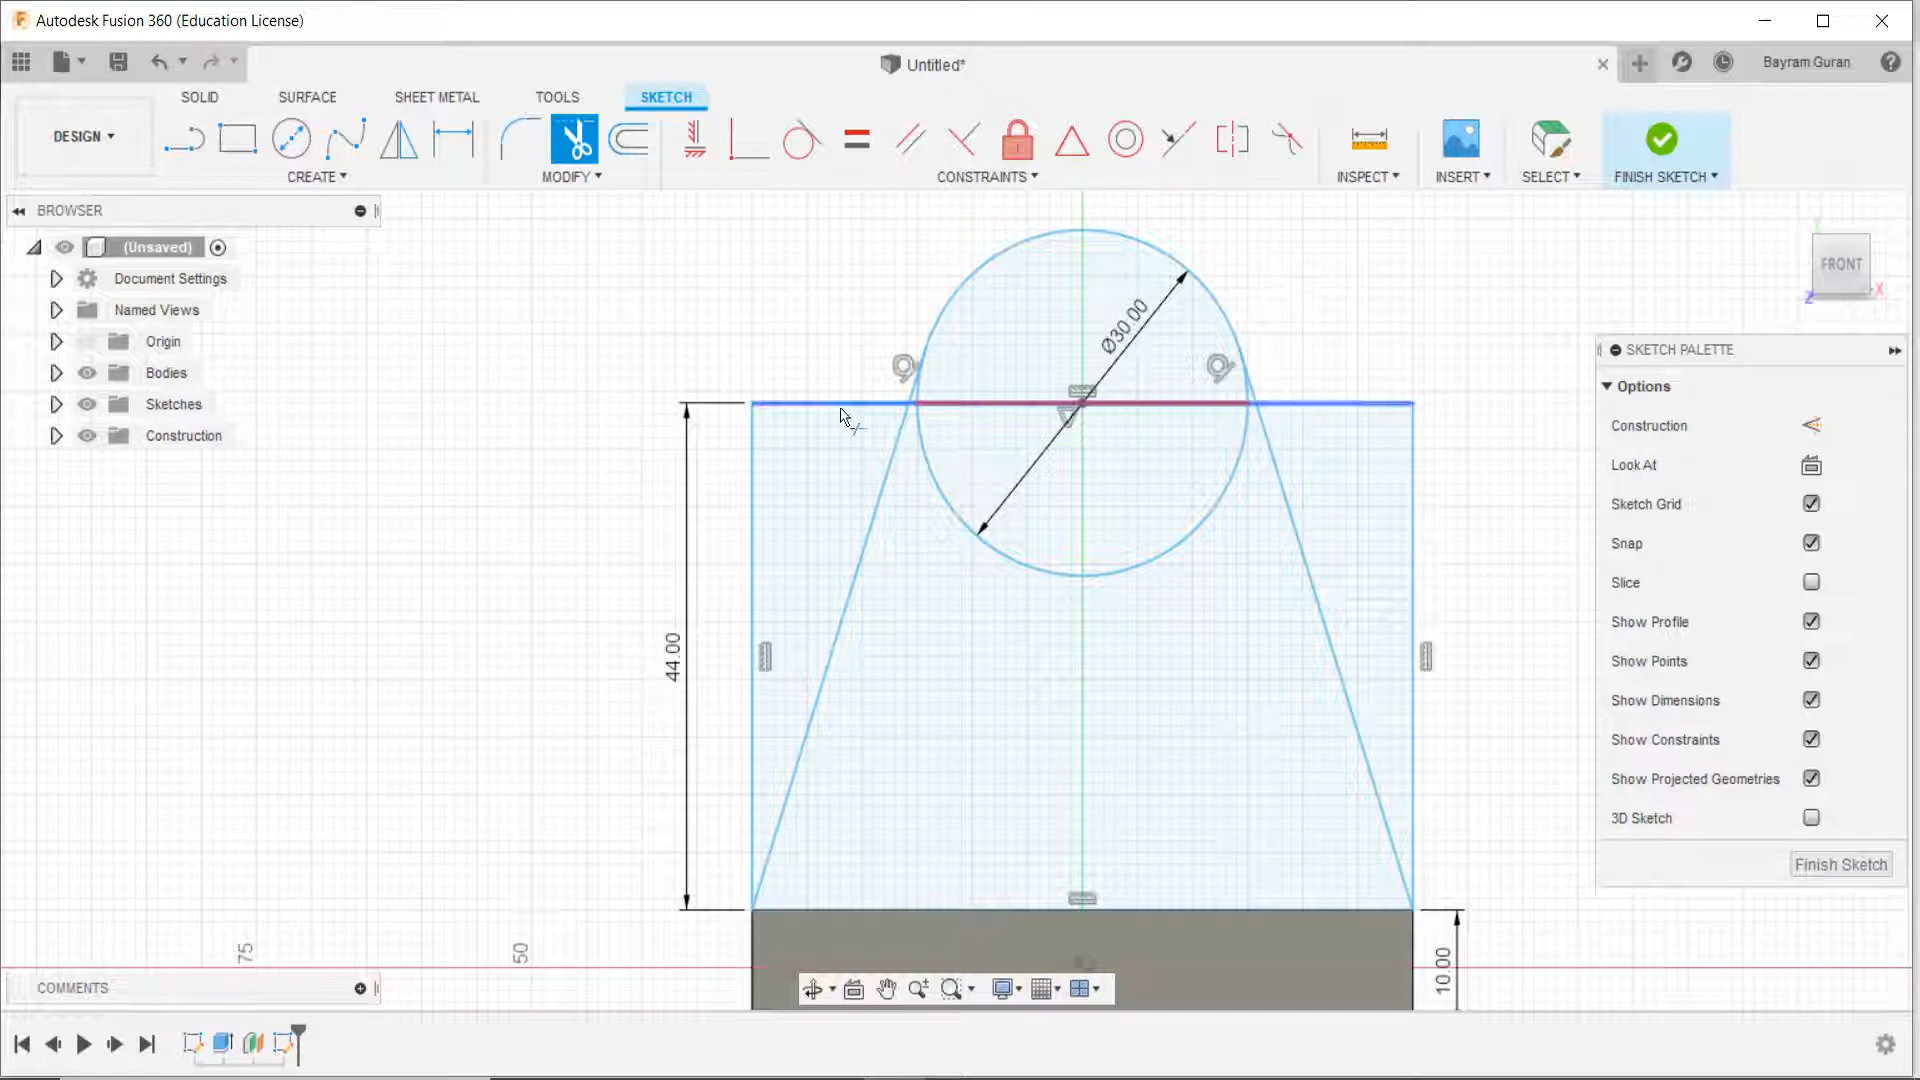 Autodesk Fusion 360 (Education License)
Untitled*
Bayram Guran
SOLID
SURFACE
SHEET METAL
TOOLS
SKETCH
DESIGN
CREATE
MODIFY
CONSTRAINTS
INSPECT
INSERT
SELECT
FINISH SKETCH
BROWSER
(Unsaved)
Document Settings
Named Views
Origin
Bodies
Sketches
Construction
Ø30.00
44.00
10.00
75
50
FRONT
Z
X
SKETCH PALETTE
Options
Construction
Look At
Sketch Grid
Snap
Slice
Show Profile
Show Points
Show Dimensions
Show Constraints
Show Projected Geometries
3D Sketch
Finish Sketch
COMMENTS